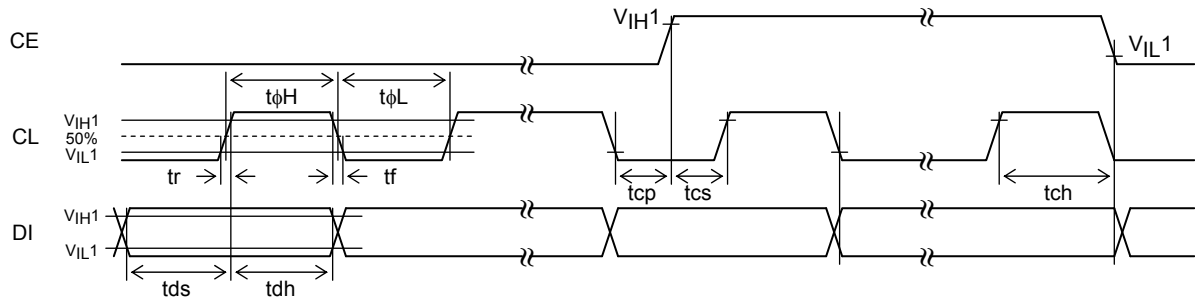 CE
VIH1
VIL1
tϕH
tϕL
CL
VIH1
50%
VIL1
tr
tf
tcp
tcs
tch
DI
VIH1
VIL1
tds
tdh